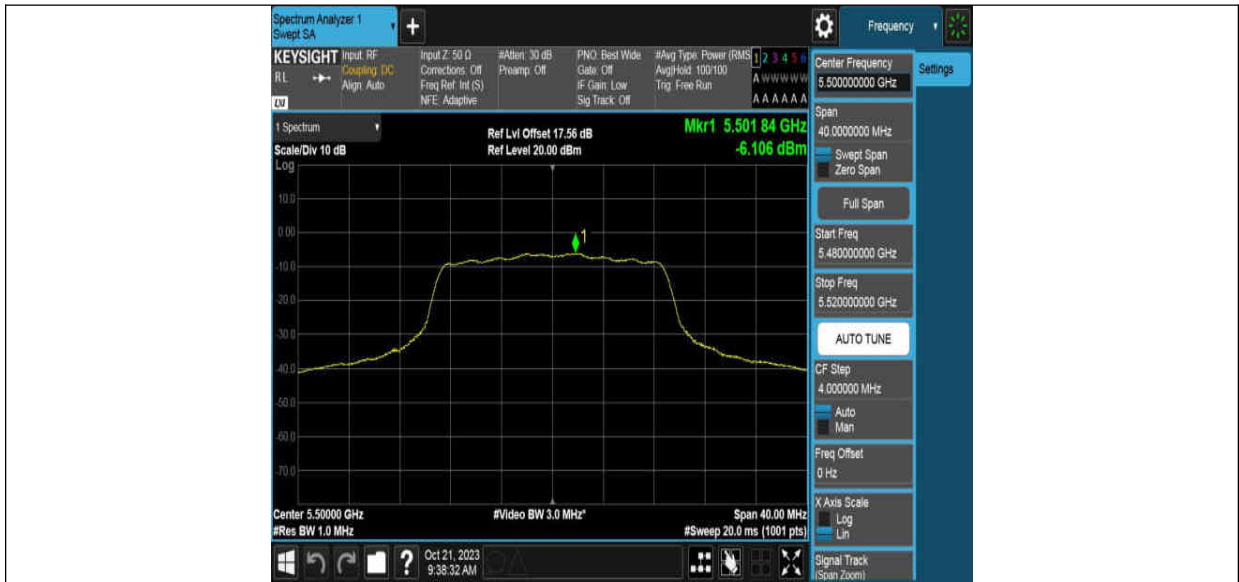 Spectrum Analyzer 1
Swept SA
Frequency
KEYSIGHT
RL
LXI
Input: RF
Coupling: DC
Align: Auto
Input Z: 50 Ω
Corrections: Off
Freq Ref: Int (S)
NFE: Adaptive
#Atten: 30 dB
Preamp: Off
PNO: Best Wide
Gate: Off
IF Gain: Low
Sig Track: Off
#Avg Type: Power (RMS
Avg|Hold: 100/100
Trig: Free Run
1 2 3 4 5 6
A W W W W W
A A A A A A
1 Spectrum
Scale/Div 10 dB
Ref Lvl Offset 17.56 dB
Ref Level 20.00 dBm
Mkr1 5.501 84 GHz
-6.106 dBm
Log
10.0
0.00
-10.0
-20.0
-30.0
-40.0
-50.0
-60.0
-70.0
1
Center 5.50000 GHz
#Res BW 1.0 MHz
#Video BW 3.0 MHz*
Span 40.00 MHz
#Sweep 20.0 ms (1001 pts)
Oct 21, 2023
9:38:32 AM
Center Frequency
5.500000000 GHz
Settings
Span
40.0000000 MHz
Swept Span
Zero Span
Full Span
Start Freq
5.480000000 GHz
Stop Freq
5.520000000 GHz
AUTO TUNE
CF Step
4.000000 MHz
Auto
Man
Freq Offset
0 Hz
X Axis Scale
Log
Lin
Signal Track
(Span Zoom)